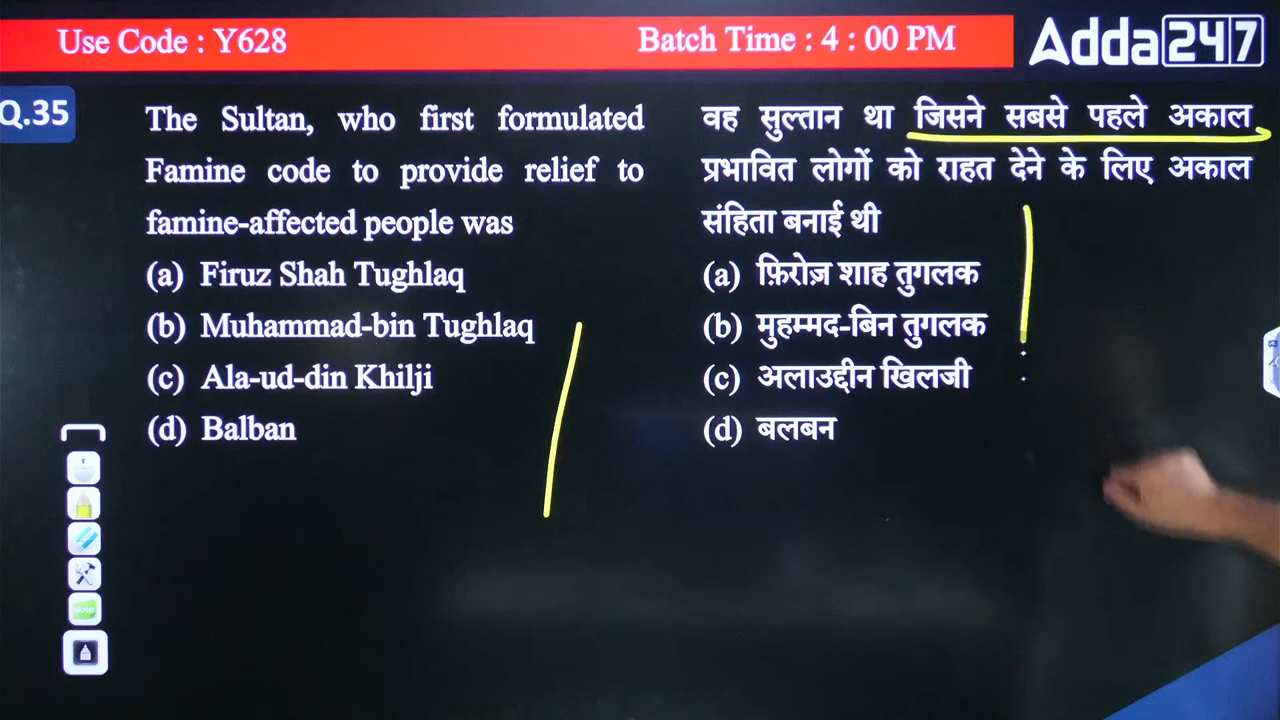 Use Code : Y628
Batch Time : 4 : 00 PM
Adda247
Q.35
The Sultan, who first formulated
Famine code to provide relief to
famine-affected people was
(a) Firuz Shah Tughlaq
(b) Muhammad-bin Tughlaq
(c) Ala-ud-din Khilji
(d) Balban
वह सुल्तान था जिसने सबसे पहले अकाल
प्रभावित लोगों को राहत देने के लिए अकाल
संहिता बनाई थी
(a) फ़िरोज़ शाह तुगलक
(b) मुहम्मद-बिन तुगलक
(c) अलाउद्दीन खिलजी
(d) बलबन
Note